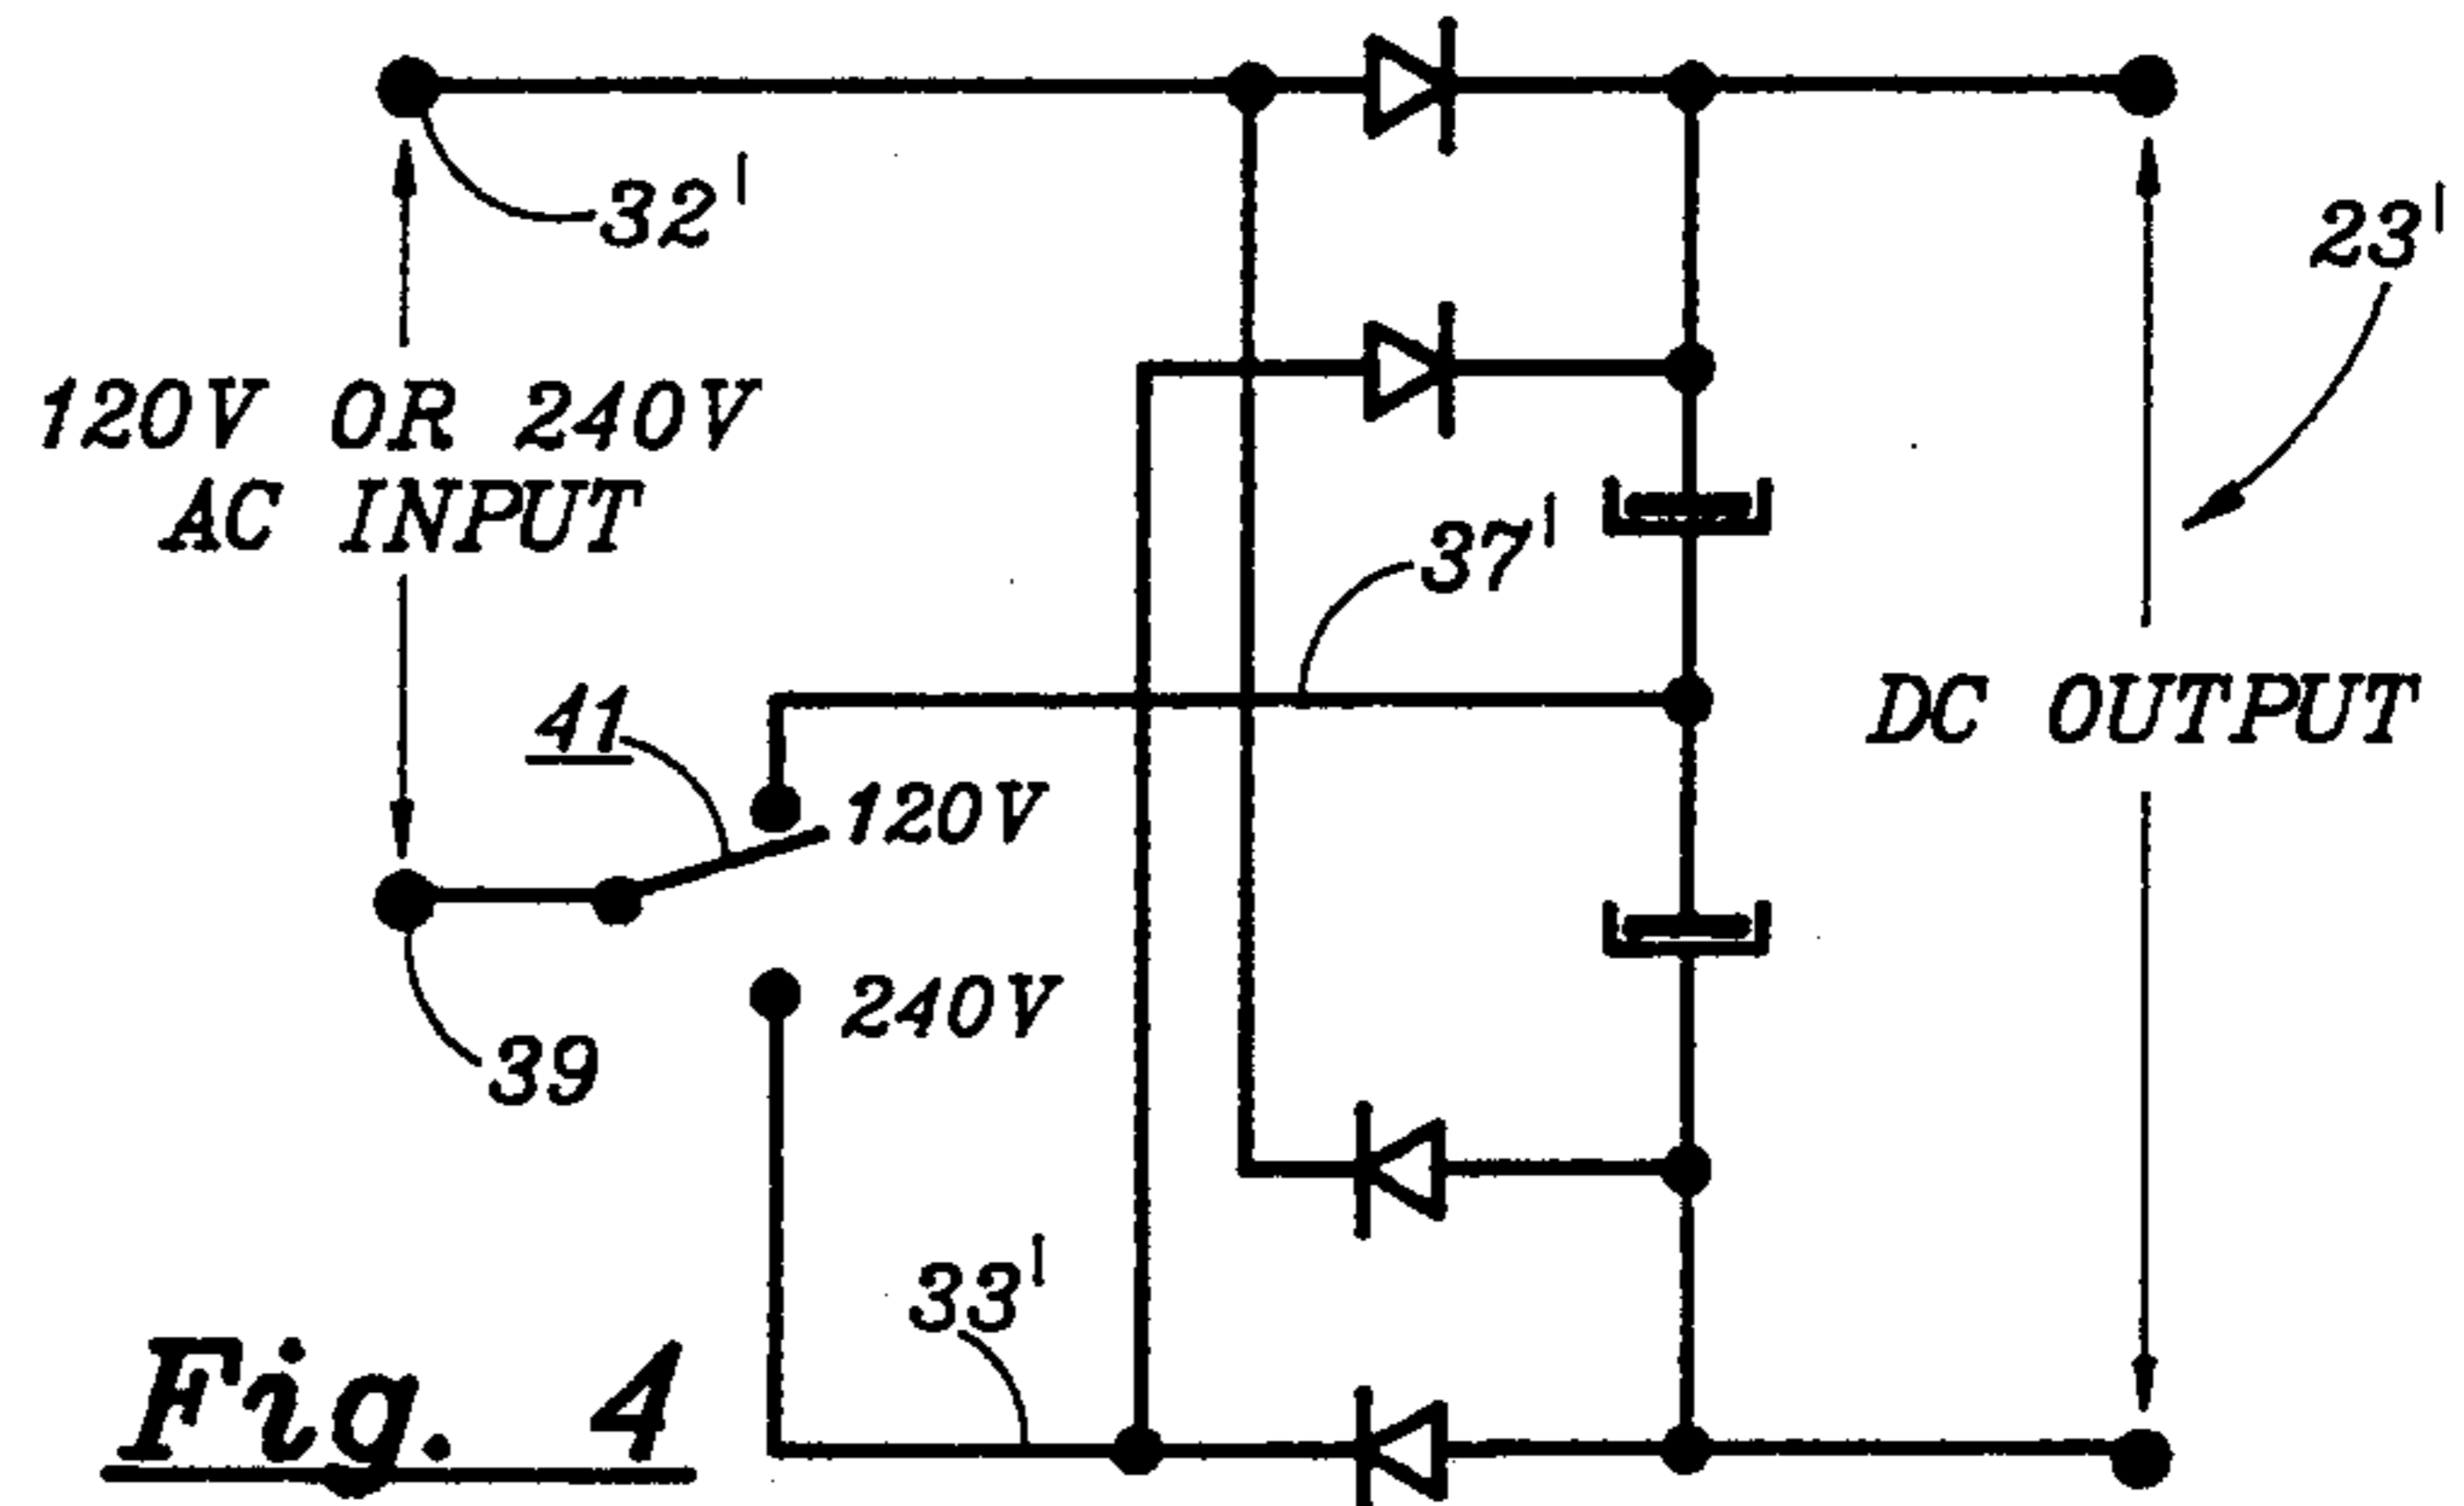 32'
23'
120V OR 240V
AC INPUT
37'
41
DC OUTPUT
120V
240V
39
33'
Fig. 4